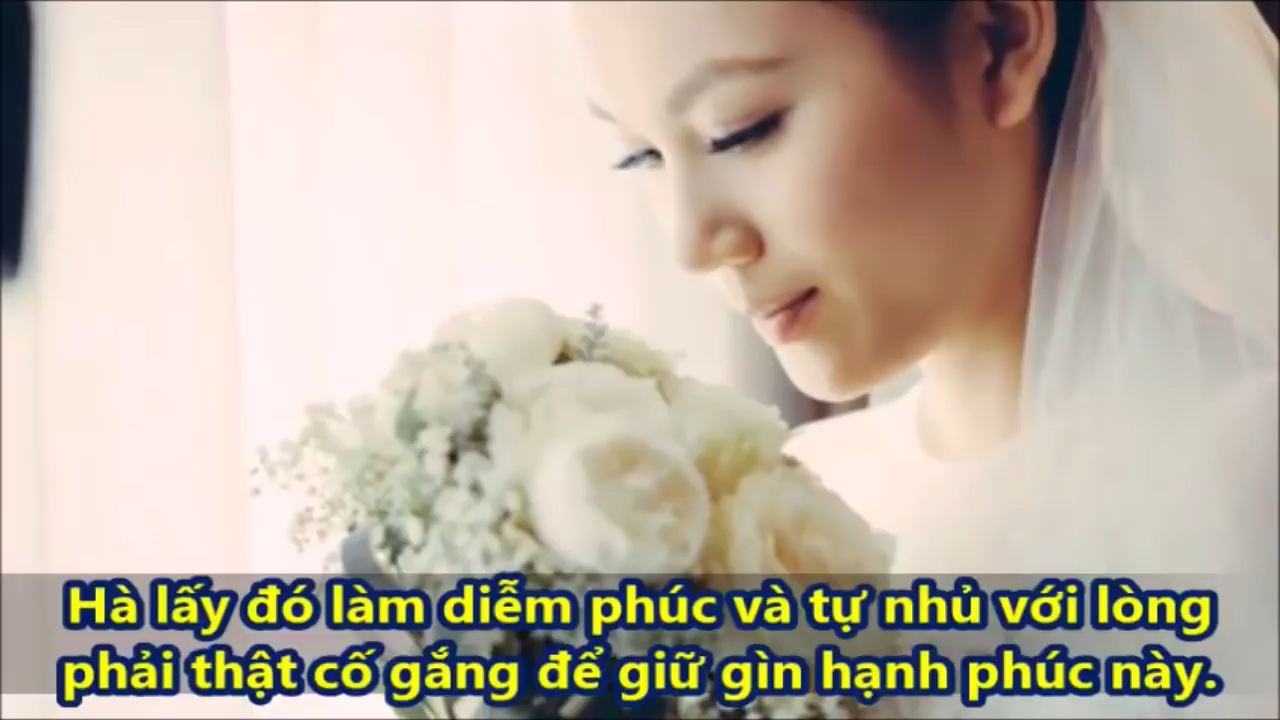 Hà lấy đó làm diễm phúc và tự nhủ với lòng
phải thật cố gắng để giữ gìn hạnh phúc này.